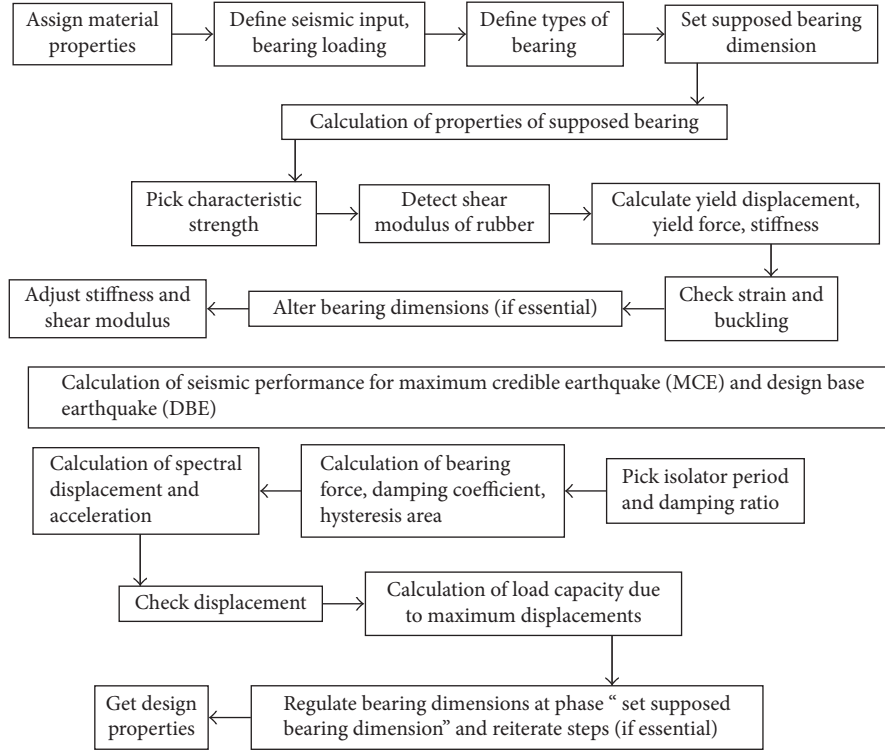 Assign material
properties
Define seismic input,
bearing loading
Define types of
bearing
Set supposed bearing
dimension
Calculation of properties of supposed bearing
Pick characteristic
strength
Detect shear
modulus of rubber
Calculate yield displacement,
yield force, stiffness
Adjust stiffness and
shear modulus
Alter bearing dimensions (if essential)
Check strain and
buckling
Calculation of seismic performance for maximum credible earthquake (MCE) and design base
earthquake (DBE)
Calculation of spectral
displacement and
acceleration
Calculation of bearing
force, damping coefficient,
hysteresis area
Pick isolator period
and damping ratio
Check displacement
Calculation of load capacity due
to maximum displacements
Get design
properties
Regulate bearing dimensions at phase “ set supposed
bearing dimension” and reiterate steps (if essential)